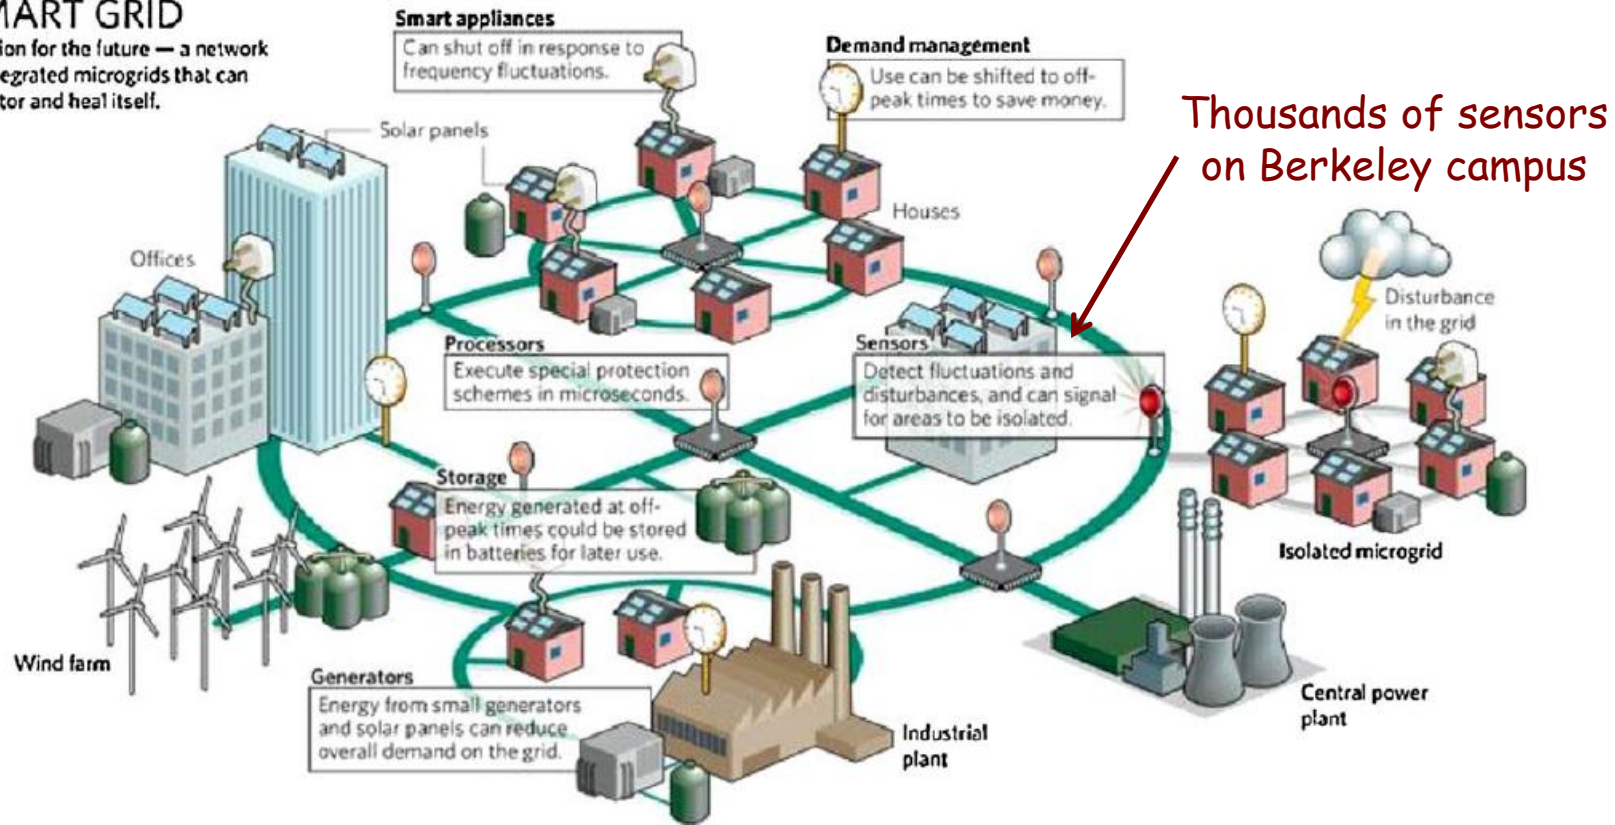 MART GRID
ion for the future — a network
egrated microgrids that can
tor and heal itself.
Smart appliances
Can shut off in response to
frequency fluctuations.
Demand management
Use can be shifted to off-
peak times to save money.
Thousands of sensors
on Berkeley campus
Solar panels
Houses
Offices
Disturbance
in the grid
Processors
Execute special protection
schemes in microseconds.
Sensors
Detect fluctuations and
disturbances, and can signal
for areas to be isolated.
Storage
Energy generated at off-
peak times could be stored
in batteries for later use.
Isolated microgrid
Wind farm
Generators
Energy from small generators
and solar panels can reduce
overall demand on the grid.
Industrial
plant
Central power
plant